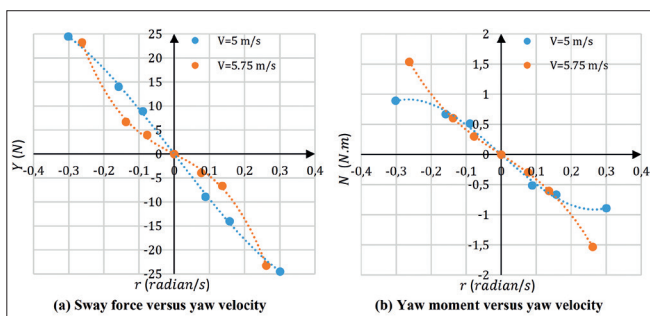 25
20
15
10
5
0
-5
-10
-15
-20
-25
-0,4 -0,3 -0,2 -0,1 0 0,1 0,2 0,3 0,4
Y (N)
r (radian/s)
V=5 m/s
V=5.75 m/s
(a) Sway force versus yaw velocity
2
1,5
1
0,5
0
-0,5
-1
-1,5
-2
-0,4 -0,3 -0,2 -0,1 0 0,1 0,2 0,3 0,4
N (N.m)
r (radian/s)
V=5 m/s
V=5.75 m/s
(b) Yaw moment versus yaw velocity